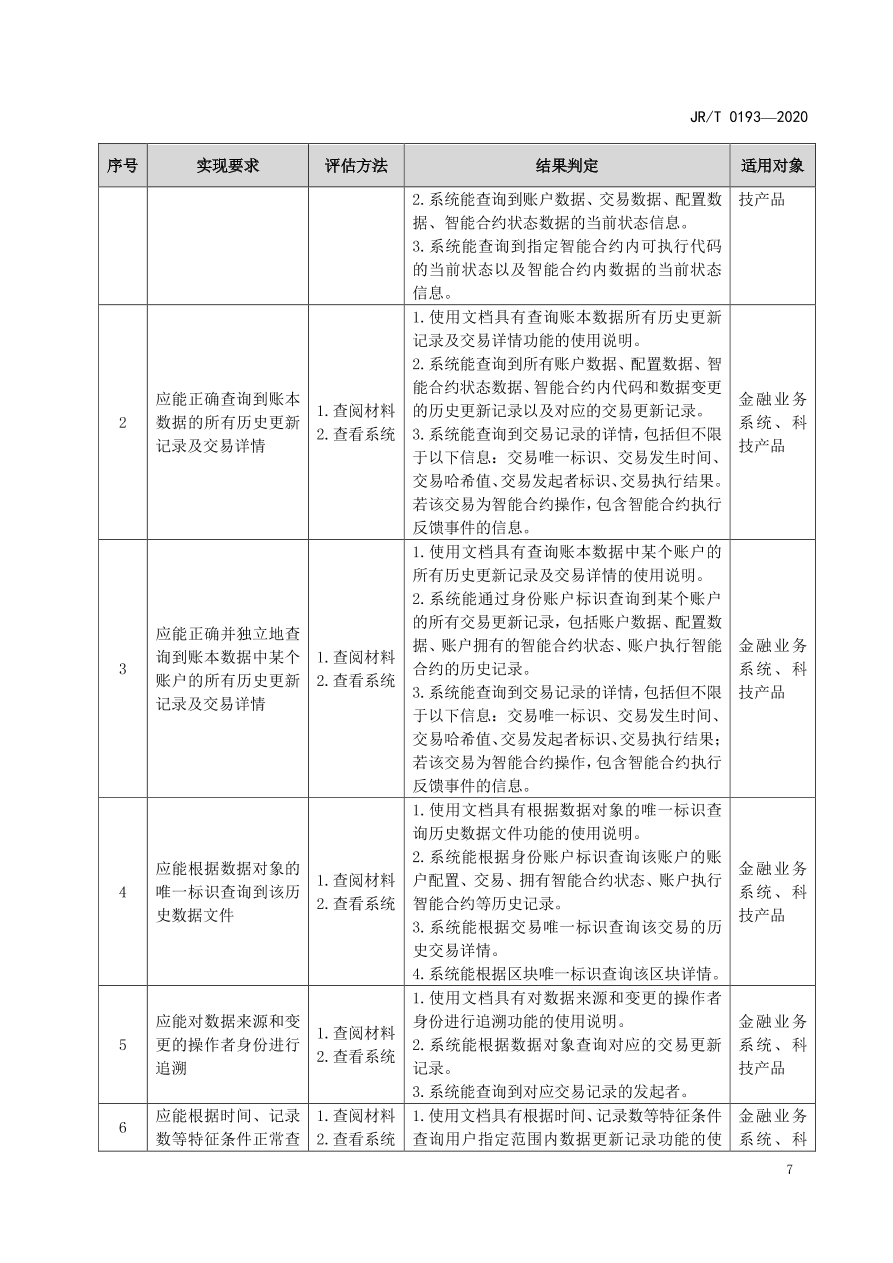 JR/T 0193—2020
序号
实现要求
评估方法
结果判定
适用对象
2.系统能查询到账户数据、交易数据、配置数
据、智能合约状态数据的当前状态信息。
3.系统能查询到指定智能合约内可执行代码
的当前状态以及智能合约内数据的当前状态
信息。
技产品
2
应能正确查询到账本
数据的所有历史更新
记录及交易详情
1.查阅材料
2.查看系统
1.使用文档具有查询账本数据所有历史更新
记录及交易详情功能的使用说明。
2.系统能查询到所有账户数据、配置数据、智
能合约状态数据、智能合约内代码和数据变更
的历史更新记录以及对应的交易更新记录。
3.系统能查询到交易记录的详情,包括但不限
于以下信息：交易唯一标识、交易发生时间、
交易哈希值、交易发起者标识、交易执行结果。
若该交易为智能合约操作,包含智能合约执行
反馈事件的信息。
金融业务
系统、科
技产品
3
应能正确并独立地查
询到账本数据中某个
账户的所有历史更新
记录及交易详情
1.查阅材料
2.查看系统
1.使用文档具有查询账本数据中某个账户的
所有历史更新记录及交易详情的使用说明。
2.系统能通过身份账户标识查询到某个账户
的所有交易更新记录,包括账户数据、配置数
据、账户拥有的智能合约状态、账户执行智能
合约的历史记录。
3.系统能查询到交易记录的详情,包括但不限
于以下信息：交易唯一标识、交易发生时间、
交易哈希值、交易发起者标识、交易执行结果；
若该交易为智能合约操作,包含智能合约执行
反馈事件的信息。
金融业务
系统、科
技产品
4
应能根据数据对象的
唯一标识查询到该历
史数据文件
1.查阅材料
2.查看系统
1.使用文档具有根据数据对象的唯一标识查
询历史数据文件功能的使用说明。
2.系统能根据身份账户标识查询该账户的账
户配置、交易、拥有智能合约状态、账户执行
智能合约等历史记录。
3.系统能根据交易唯一标识查询该交易的历
史交易详情。
4.系统能根据区块唯一标识查询该区块详情。
金融业务
系统、科
技产品
5
应能对数据来源和变
更的操作者身份进行
追溯
1.查阅材料
2.查看系统
1.使用文档具有对数据来源和变更的操作者
身份进行追溯功能的使用说明。
2.系统能根据数据对象查询对应的交易更新
记录。
3.系统能查询到对应交易记录的发起者。
金融业务
系统、科
技产品
6
应能根据时间、记录
数等特征条件正常查
1.查阅材料
2.查看系统
1.使用文档具有根据时间、记录数等特征条件
查询用户指定范围内数据更新记录功能的使
金融业务
系统、科
7